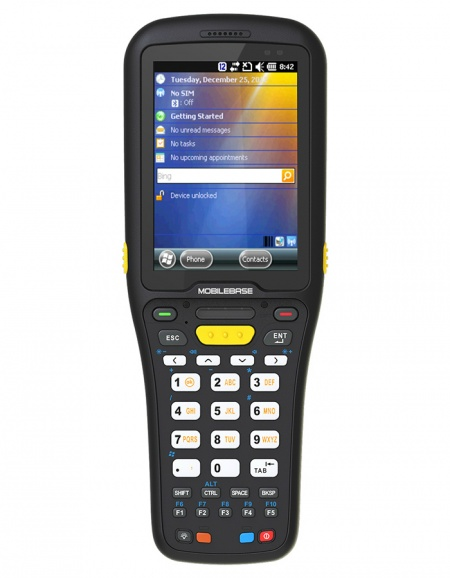 8:42
Tuesday, December 25, 20
No SIM
: Off
Getting Started
No unread messages
No tasks
No upcoming appointments
Bing
Device unlocked
Phone Contacts
MOBILEBASE
ESC ENT
1 2 ABC 3 DEF
4 GHI 5 JKL 6 MNO
7 PQRS 8 TUV 9 WXYZ
. 0 TAB
ALT
SHIFT CTRL SPACE BKSP
F6 F7 F8 F9 F10
F1 F2 F3 F4 F5